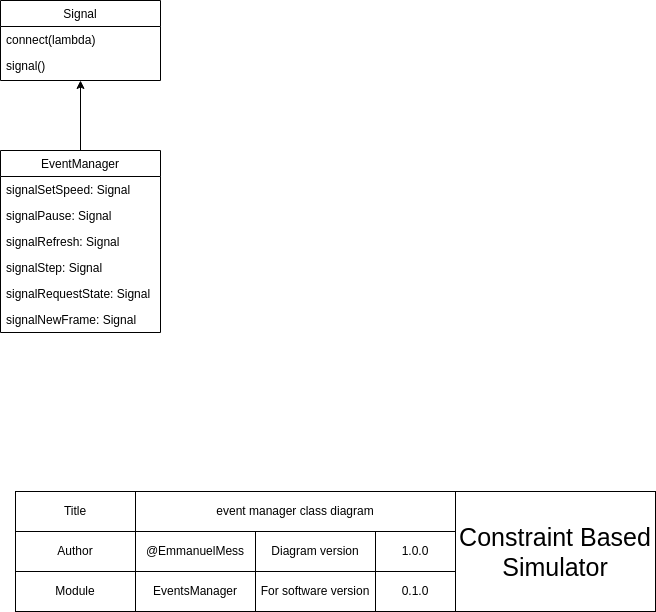 Signal
connect(lambda)
signal()
EventManager
signalSetSpeed: Signal
signalPause: Signal
signalRefresh: Signal
signalStep: Signal
signalRequestState: Signal
signalNewFrame: Signal
Title
event manager class diagram
Author
@EmmanuelMess
Diagram version
1.0.0
Module
EventsManager
For software version
0.1.0
Constraint Based
Simulator